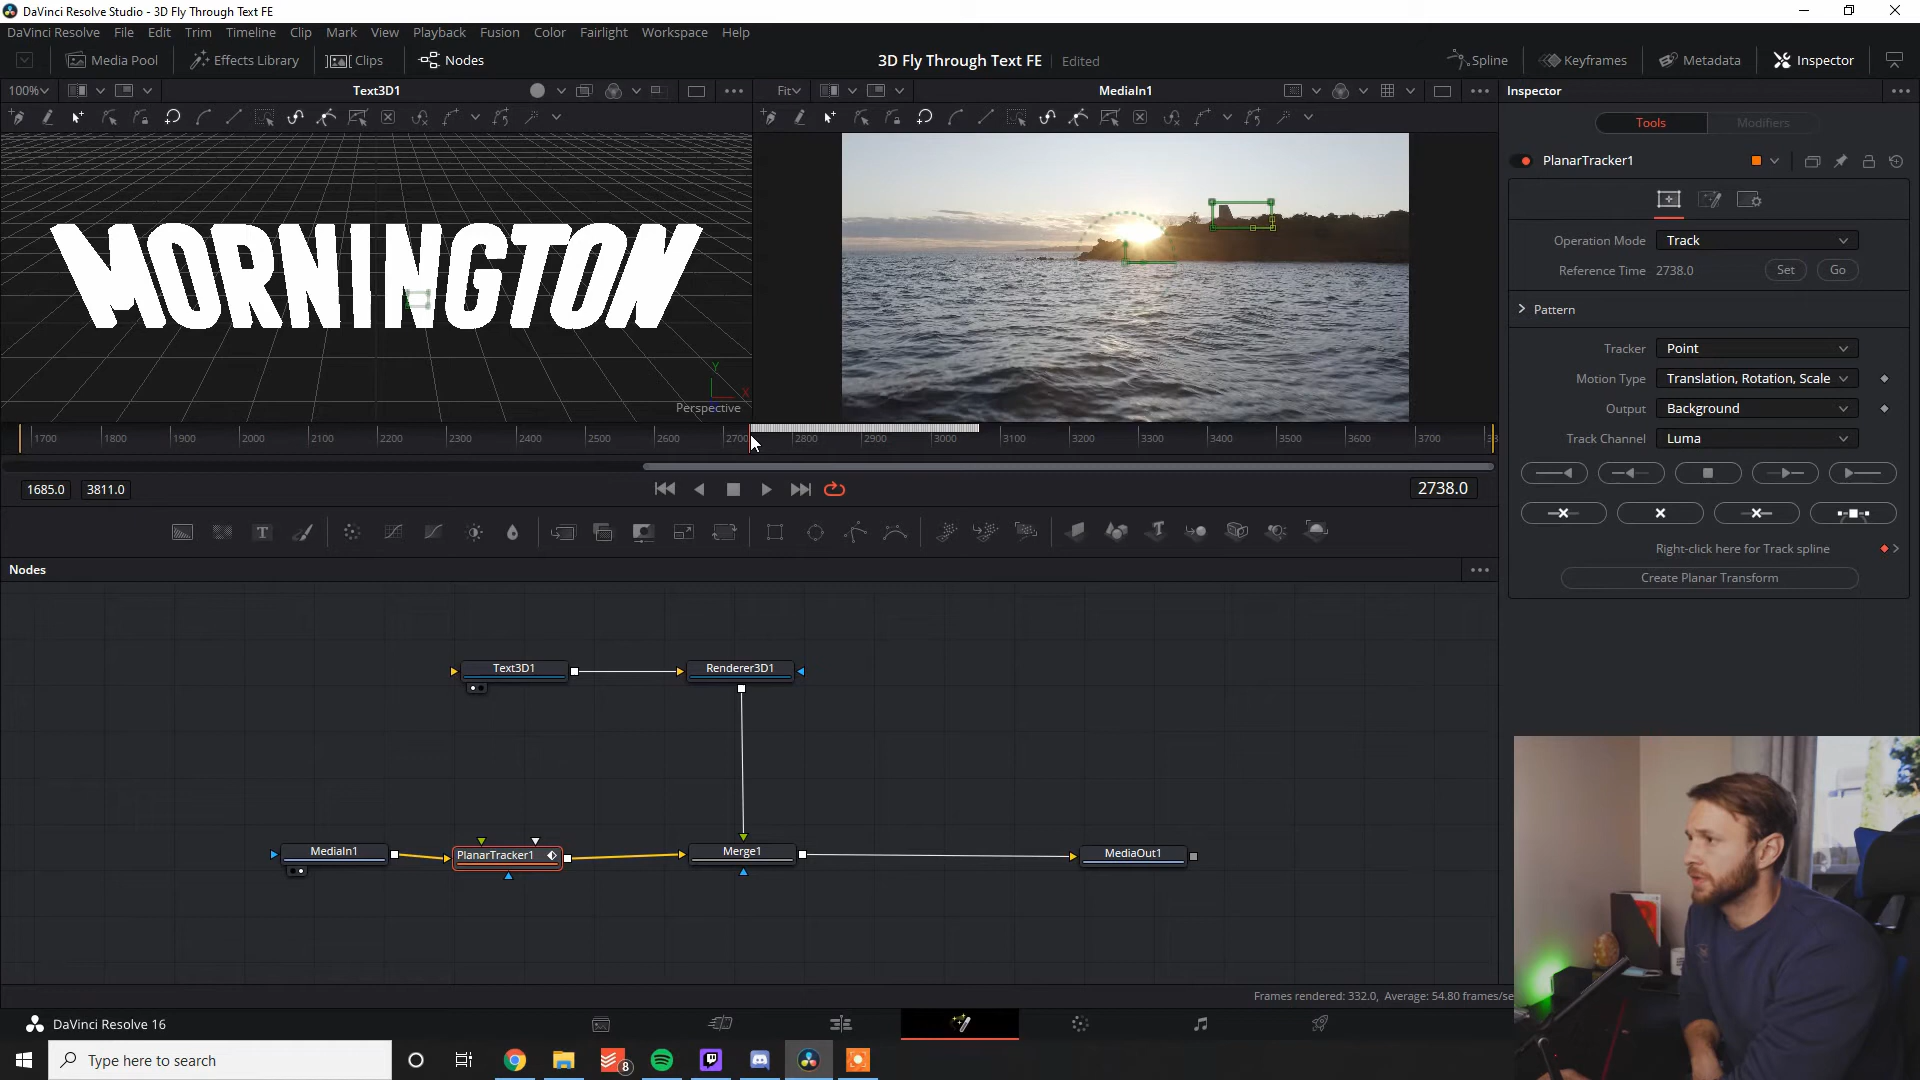 DaVinci Resolve Studio - 3D Fly Through Text FE
DaVinci Resolve File Edit Trim Timeline Clip Mark View Playback Fusion Color Fairlight Workspace Help
Media Pool Effects Library Clips Nodes 3D Fly Through Text FE Edited Spline Keyframes Metadata Inspector
100% Text3D1 Fit MediaIn1 Inspector
Tools Modifiers
MORNINGTON
Perspective
Y
X
PlanarTracker1
Operation Mode Track
Reference Time 2738.0 Set Go
Pattern
Tracker Point
Motion Type Translation, Rotation, Scale
Output Background
Track Channel Luma
Right-click here for Track spline
Create Planar Transform
1700 1800 1900 2000 2100 2200 2300 2400 2500 2600 2700 2800 2900 3000 3100 3200 3300 3400 3500 3600 3700
1685.0 3811.0 2738.0
Nodes
Text3D1 Renderer3D1
MediaIn1 PlanarTracker1 Merge1 MediaOut1
Frames rendered: 332.0, Average: 54.80 frames/se
DaVinci Resolve 16
Type here to search
8